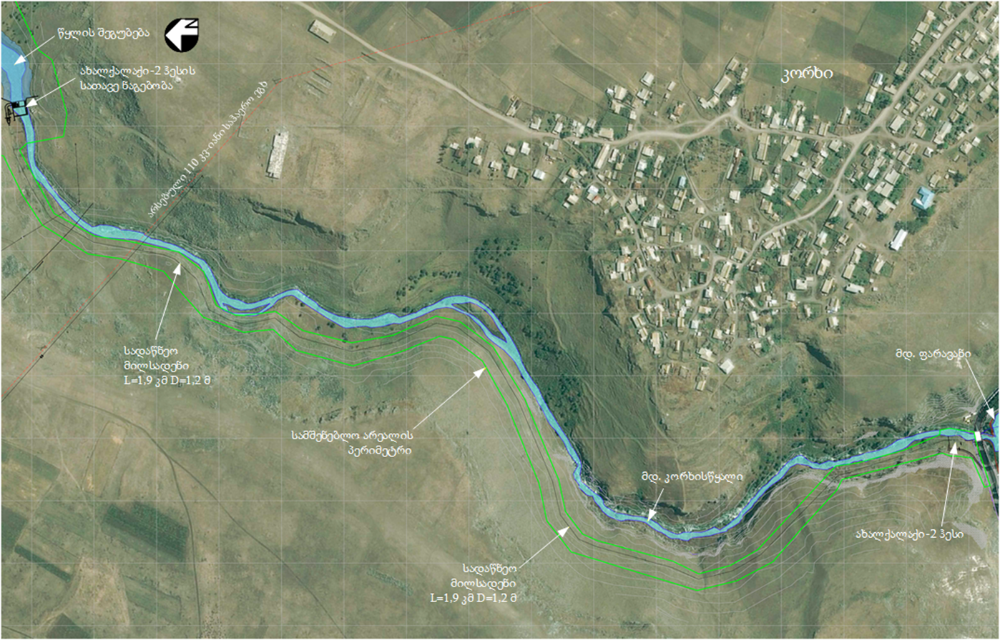 წყლის შეგუბება
N
ახალქალაქი-2 ჰესის
სათავე ნაგებობა
არსებული 110 კვ-იანი საჰაერო ეგხ
კორხი
სადაწნეო
მილსადენი
L=1,9 კმ D=1,2 მ
სამშენებლო არეალის
პერიმეტრი
მდ. ფარავანი
მდ. კორხისწყალი
ახალქალაქი-2 ჰესი
სადაწნეო
მილსადენი
L=1,9 კმ D=1,2 მ